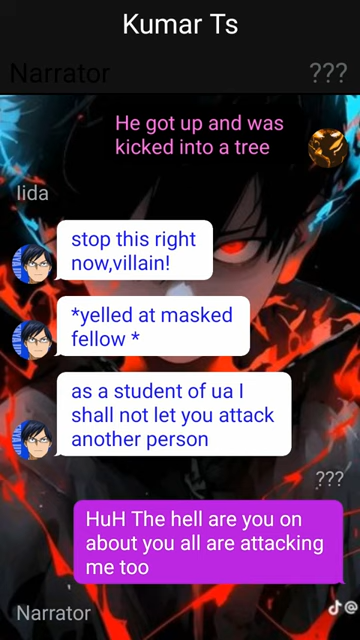 Kumar Ts
Narrator
???
He got up and was
kicked into a tree
Iida
stop this right
now,villain!
*yelled at masked
fellow *
as a student of ua I
shall not let you attack
another person
???
HuH The hell are you on
about you all are attacking
me too
Narrator
@